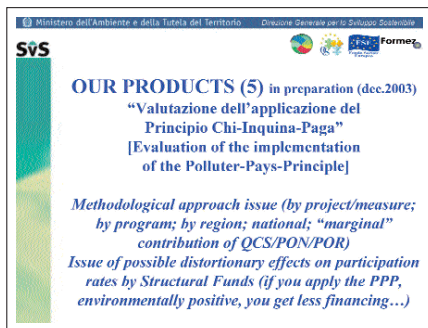 Ministero dell'Ambiente e della Tutela del Territorio
Direzione Generale per lo Sviluppo Sostenibile
SvS
Formez
OUR PRODUCTS (5) in preparation (dec.2003)
“Valutazione dell’applicazione del
Principio Chi-Inquina-Paga”
[Evaluation of the implementation
of the Polluter-Pays-Principle]
Methodological approach issue (by project/measure;
by program; by region; national; “marginal”
contribution of QCS/PON/POR)
Issue of possible distortionary effects on participation
rates by Structural Funds (if you apply the PPP,
environmentally positive, you get less financing…)